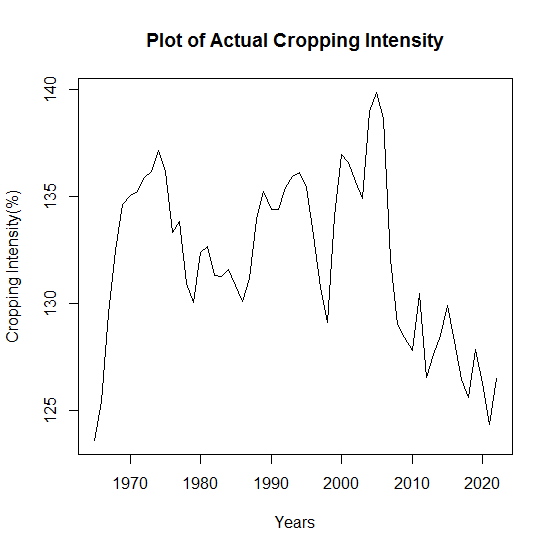 Plot of Actual Cropping Intensity
Cropping Intensity(%)
140
135
130
125
1970 1980 1990 2000 2010 2020
Years